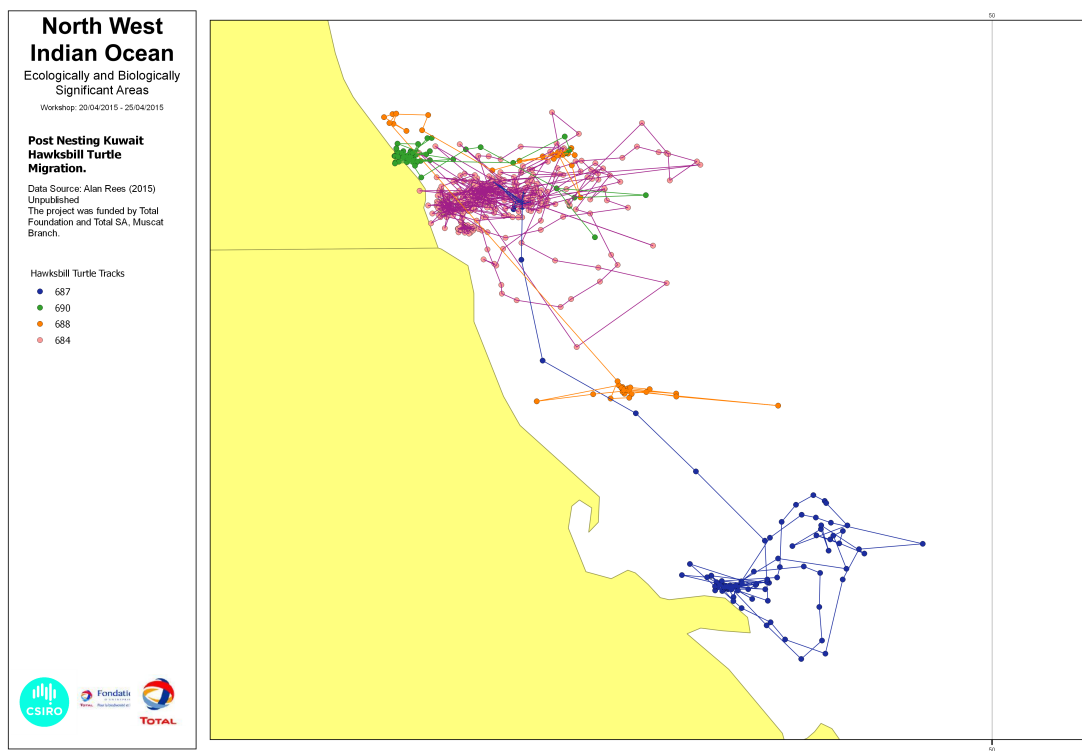 North West
Indian Ocean
Ecologically and Biologically
Significant Areas
Workshop: 20/04/2015 - 25/04/2015
Post Nesting Kuwait
Hawksbill Turtle
Migration.
Data Source: Alan Rees (2015)
Unpublished
The project was funded by Total
Foundation and Total SA, Muscat
Branch.
Hawksbill Turtle Tracks
687
690
688
684
CSIRO
TOTAL
Fondati
TOTAL
50
50